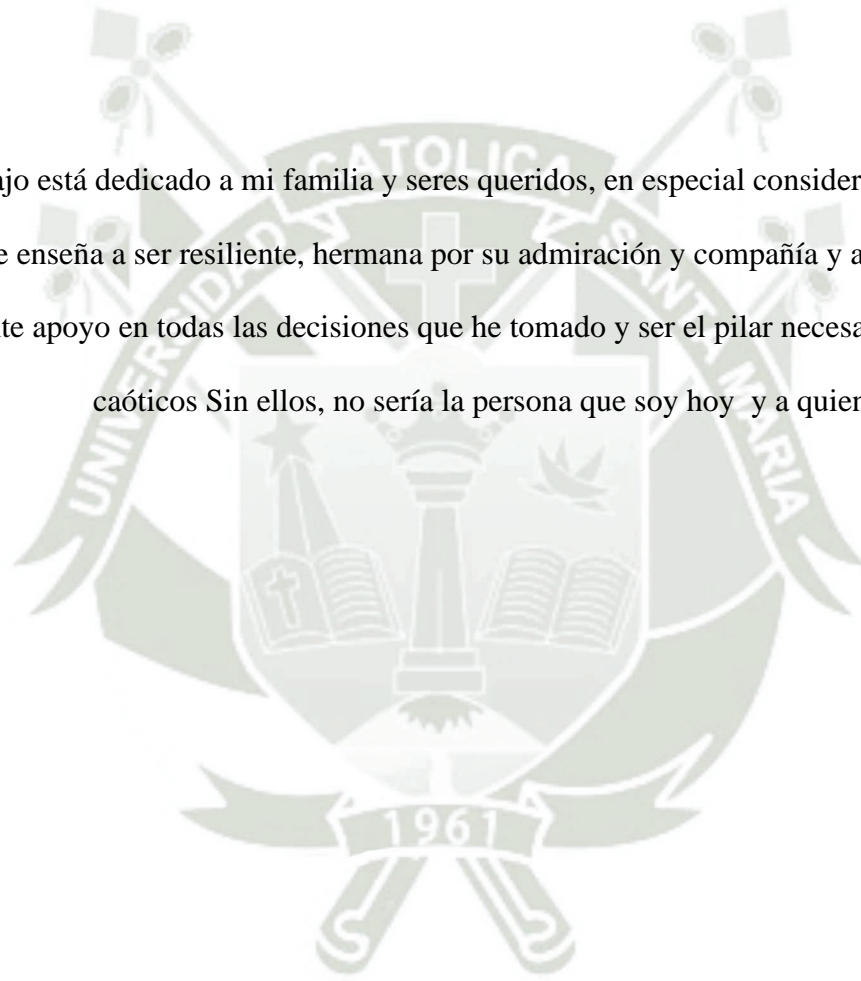 ajo está dedicado a mi familia y seres queridos, en especial consider
e enseña a ser resiliente, hermana por su admiración y compañía y a
te apoyo en todas las decisiones que he tomado y ser el pilar necesa
caóticos Sin ellos, no sería la persona que soy hoy y a quier
UNIVERSIDAD CATOLICA SANTA MARIA
1961